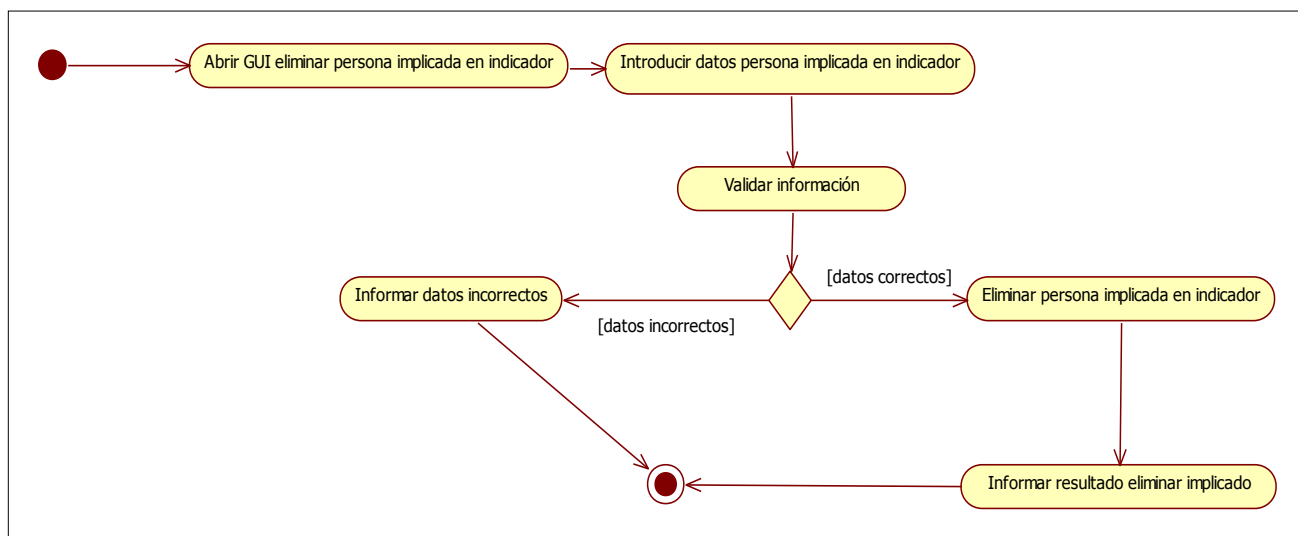 Abrir GUI eliminar persona implicada en indicador
Introducir datos persona implicada en indicador
Validar información
[datos correctos]
Informar datos incorrectos
Eliminar persona implicada en indicador
[datos incorrectos]
Informar resultado eliminar implicado